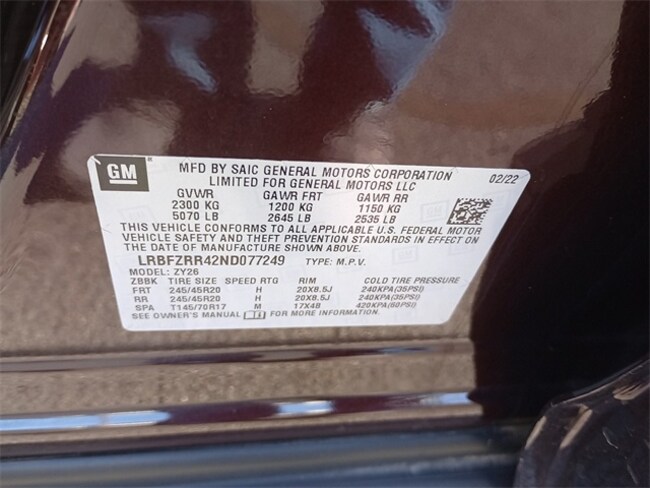 GM
MFD BY SAIC GENERAL MOTORS CORPORATION 02/22
LIMITED FOR GENERAL MOTORS LLC
GVWR GAWR FRT GAWR RR
2300 KG 1200 KG 1150 KG
5070 LB 2645 LB 2535 LB
THIS VEHICLE CONFORMS TO ALL APPLICABLE U.S. FEDERAL MOTOR
VEHICLE SAFETY AND THEFT PREVENTION STANDARDS IN EFFECT ON
THE DATE OF MANUFACTURE SHOWN ABOVE.
LRBFZRR42ND077249 TYPE: M.P.V.
MODEL: ZY26
ZBBK TIRE SIZE SPEED RTG RIM COLD TIRE PRESSURE
FRT 245/45R20 H 20X8.5J 240KPA(35PSI)
RR 245/45R20 H 20X8.5J 240KPA(35PSI)
SPA T145/70R17 M 17X4B 420KPA(60PSI)
SEE OWNER'S MANUAL FOR MORE INFORMATION.